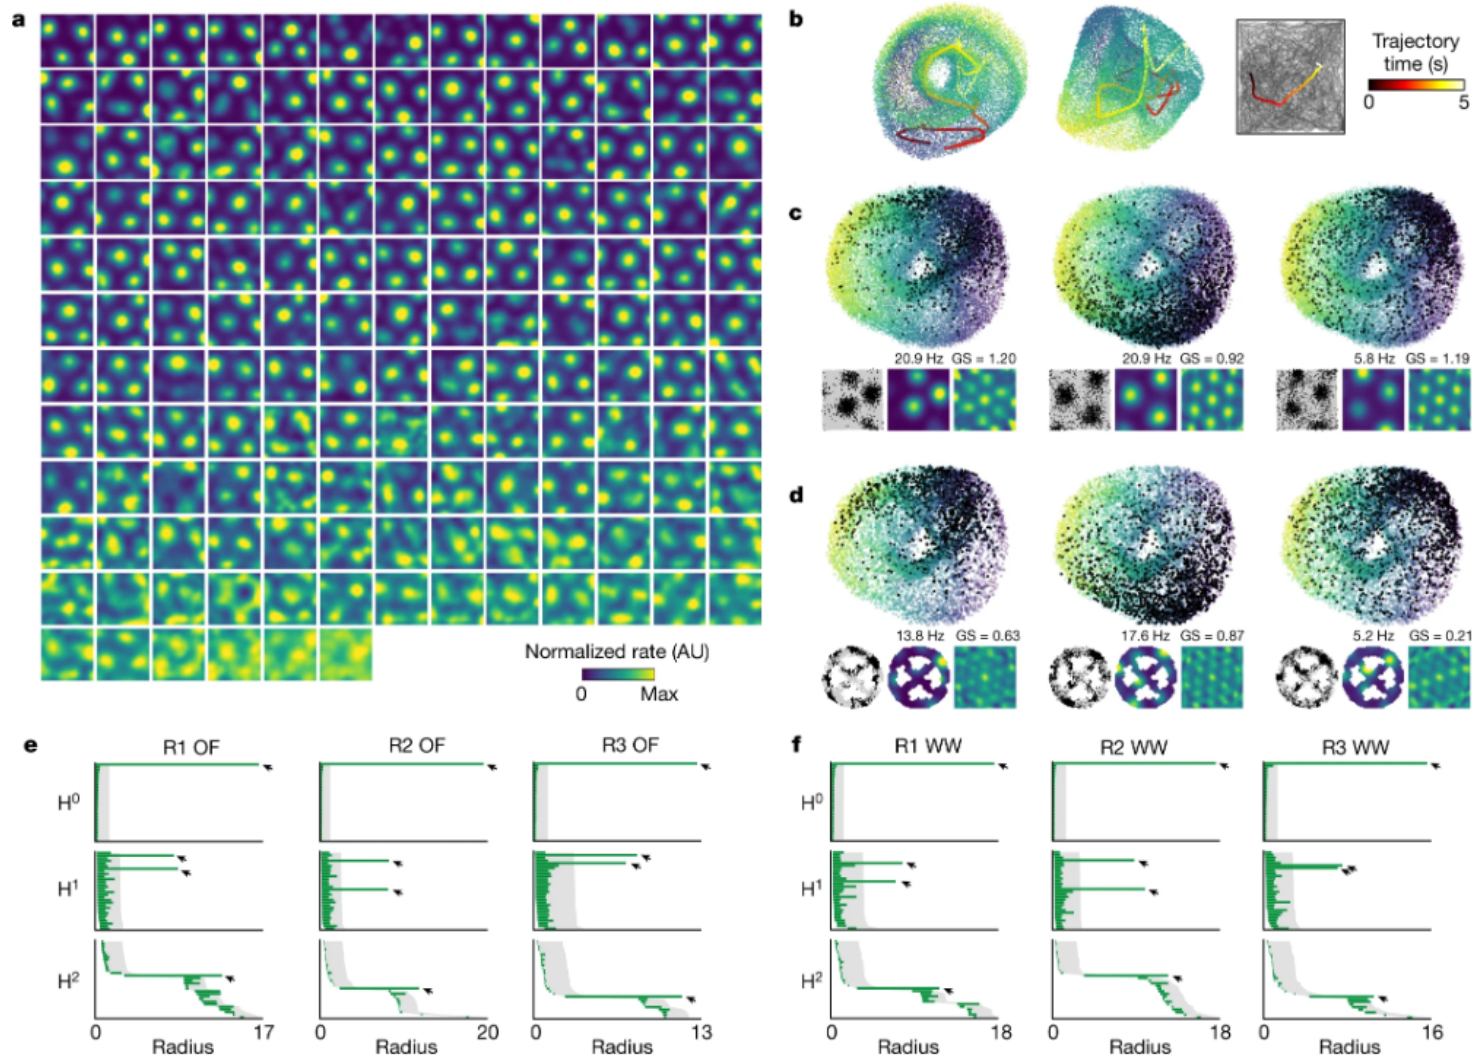 a
b
Trajectory
time (s)
0 5
c
20.9 Hz GS = 1.20
20.9 Hz GS = 0.92
5.8 Hz GS = 1.19
d
13.8 Hz GS = 0.63
17.6 Hz GS = 0.87
5.2 Hz GS = 0.21
Normalized rate (AU)
0 Max
e
R1 OF R2 OF R3 OF
H⁰
H¹
H²
0 17 0 20 0 13
Radius Radius Radius
f
R1 WW R2 WW R3 WW
H⁰
H¹
H²
0 18 0 18 0 16
Radius Radius Radius